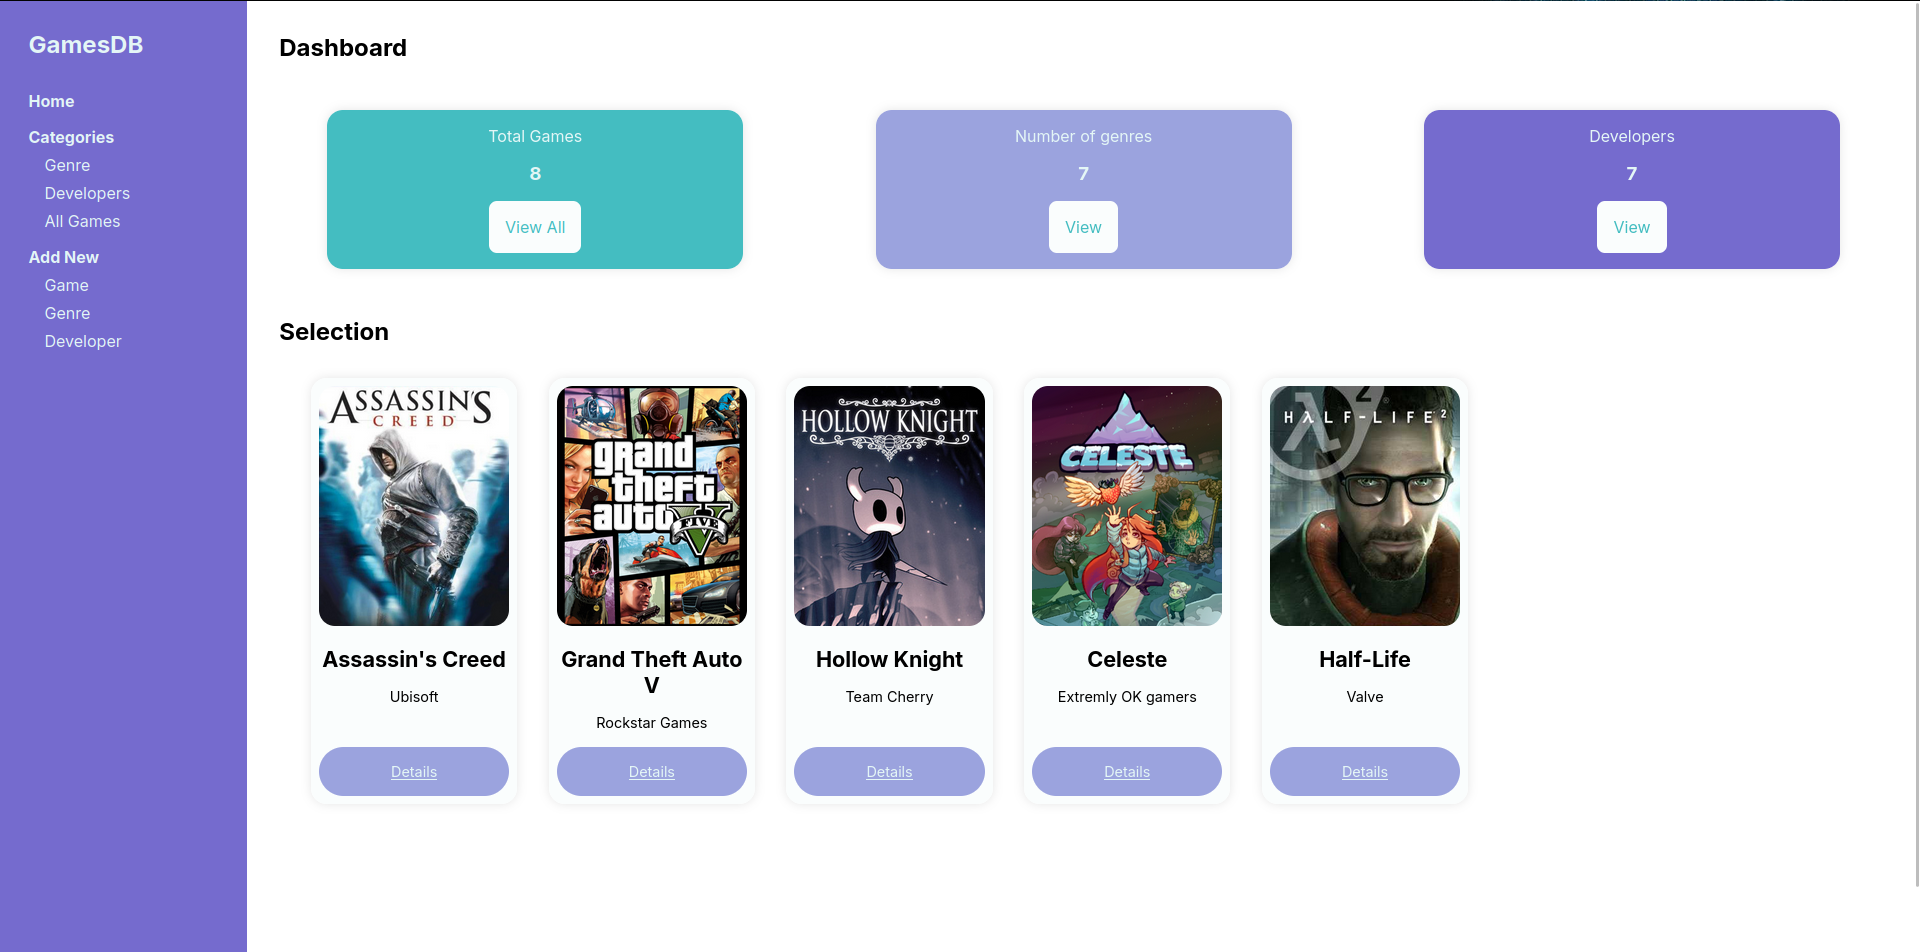 GamesDB
Home
Categories
Genre
Developers
All Games
Add New
Game
Genre
Developer
Dashboard
Total Games
8
View All
Number of genres
7
View
Developers
7
View
Selection
ASSASSIN'S
CREED
Assassin's Creed
Ubisoft
Details
grand
theft
auto
V
FIVE
Grand Theft Auto
V
Rockstar Games
Details
HOLLOW KNIGHT
Hollow Knight
Team Cherry
Details
CELESTE
Celeste
Extremly OK gamers
Details
2
HλLF-LIFE²
λ
Half-Life
Valve
Details